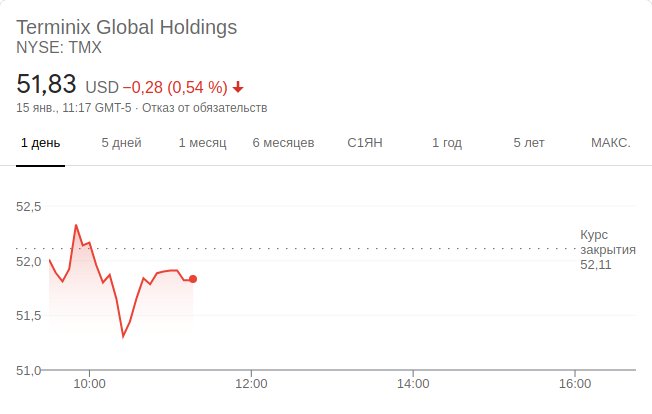 Terminix Global Holdings
NYSE: TMX
51,83 USD −0,28 (0,54 %)
15 янв., 11:17 GMT-5 · Отказ от обязательств
1 день 5 дней 1 месяц 6 месяцев С1ЯН 1 год 5 лет МАКС.
52,5
Курс
закрытия
52,11
52,0
51,5
51,0
10:00 12:00 14:00 16:00